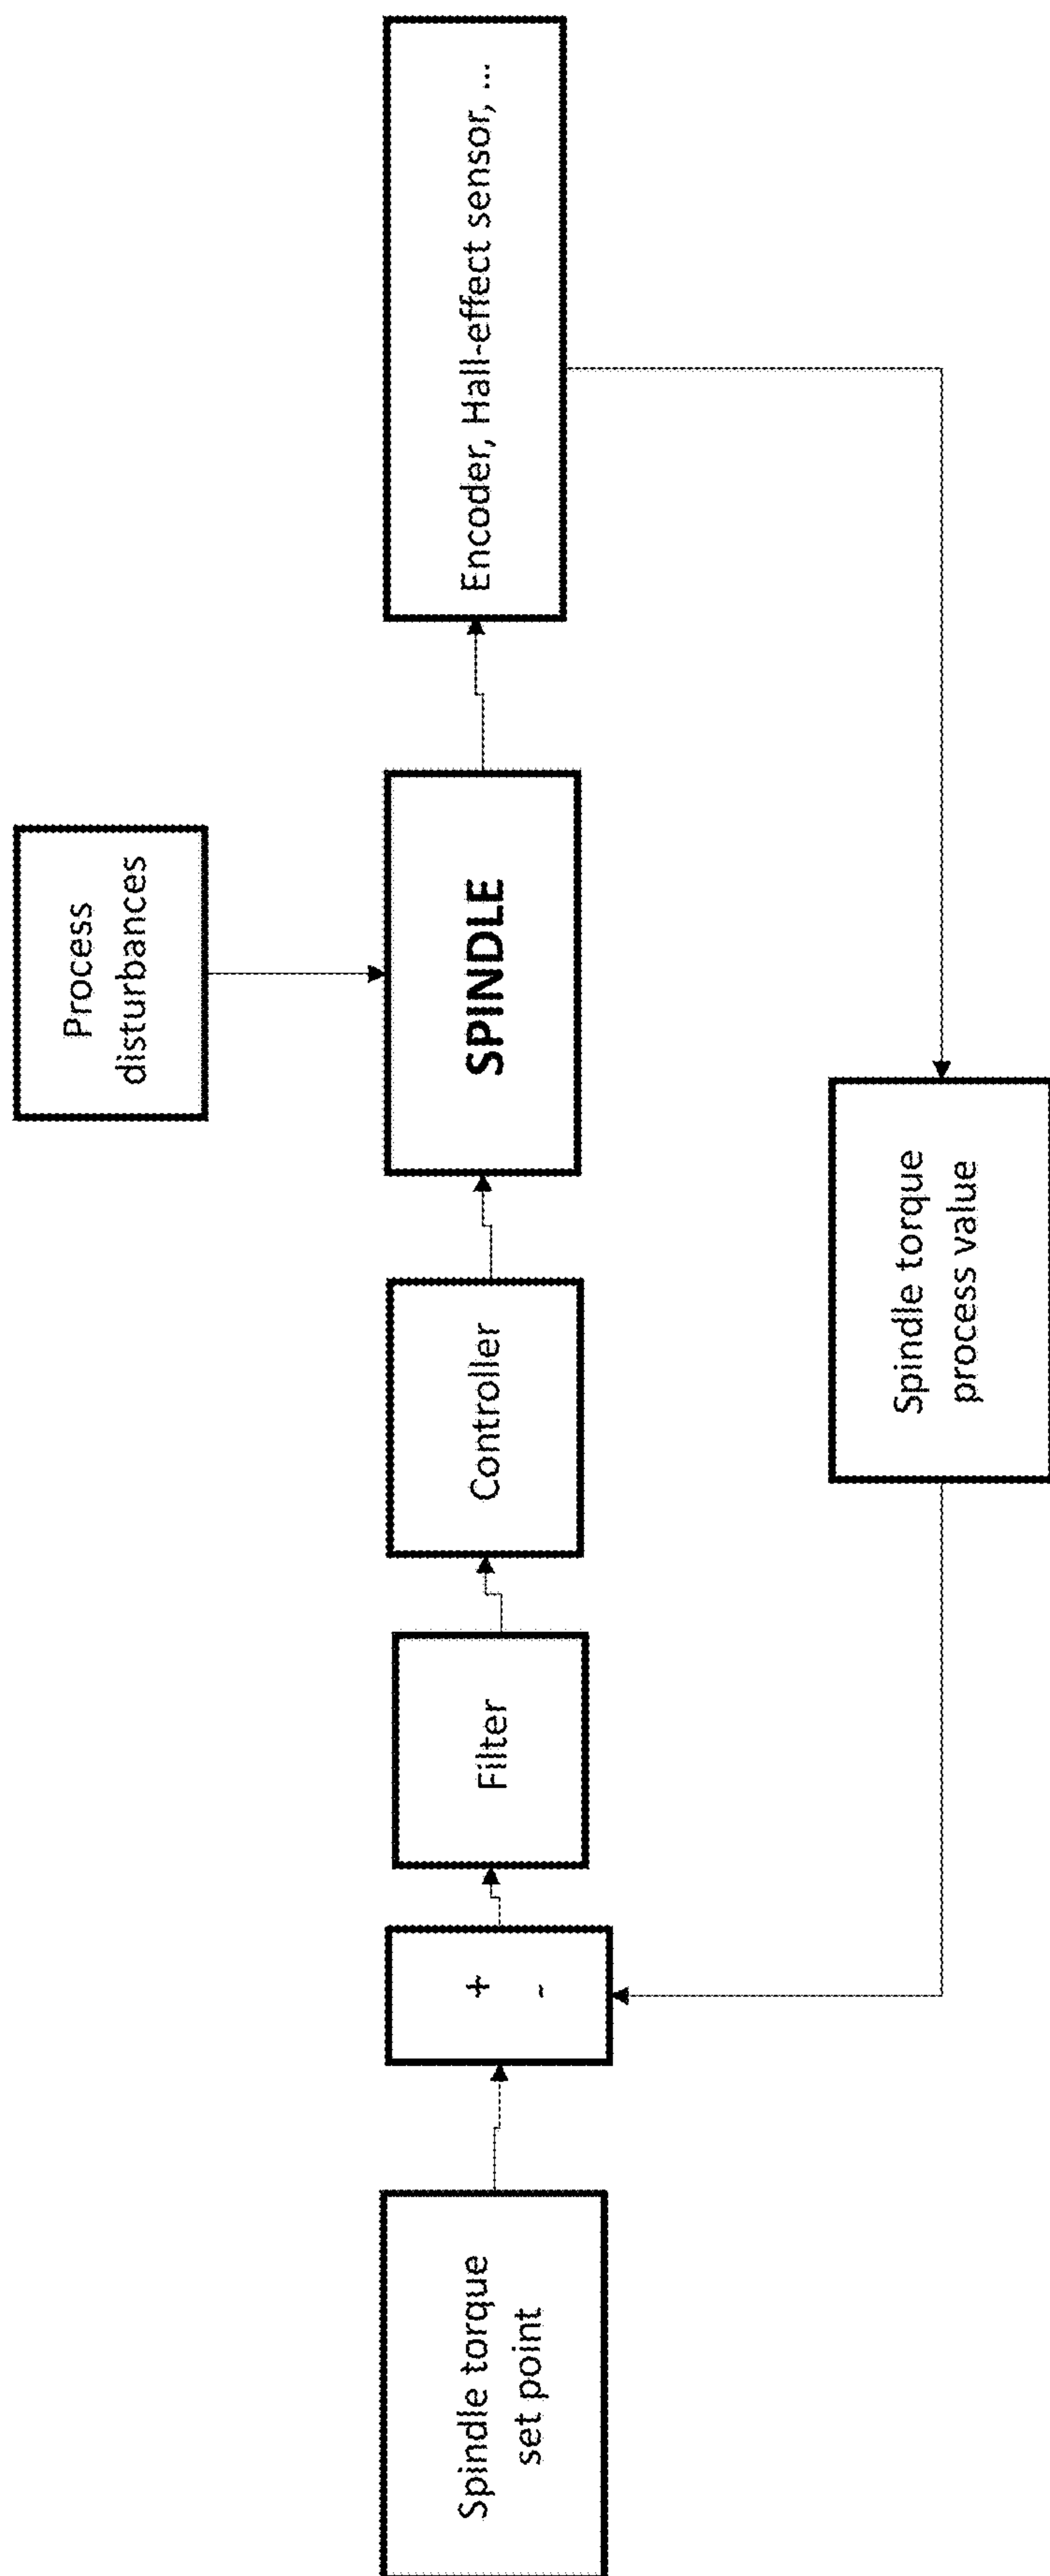 Process
disturbances
Spindle torque
set point
+
-
Filter
Controller
SPINDLE
Encoder, Hall-effect sensor, ...
Spindle torque
process value